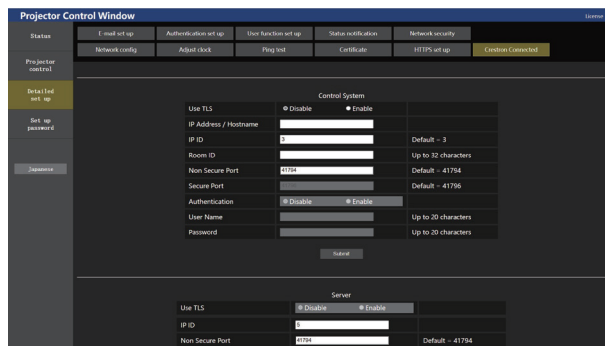 Projector Control Window
License
Status
E-mail set up
Authentication set up
User function set up
Status notification
Network security
Network config
Adjust clock
Ping test
Certificate
HTTPS set up
Crestron Connected
Projector
control
Detailed
set up
Set up
password
Japanese
Control System
Use TLS Disable Enable
IP Address / Hostname
IP ID 3 Default = 3
Room ID Up to 32 characters
Non Secure Port 41794 Default = 41794
Secure Port Default = 41796
Authentication Disable Enable
User Name Up to 20 characters
Password Up to 20 characters
Submit
Server
Use TLS Disable Enable
IP ID 5
Non Secure Port 41794 Default = 41794